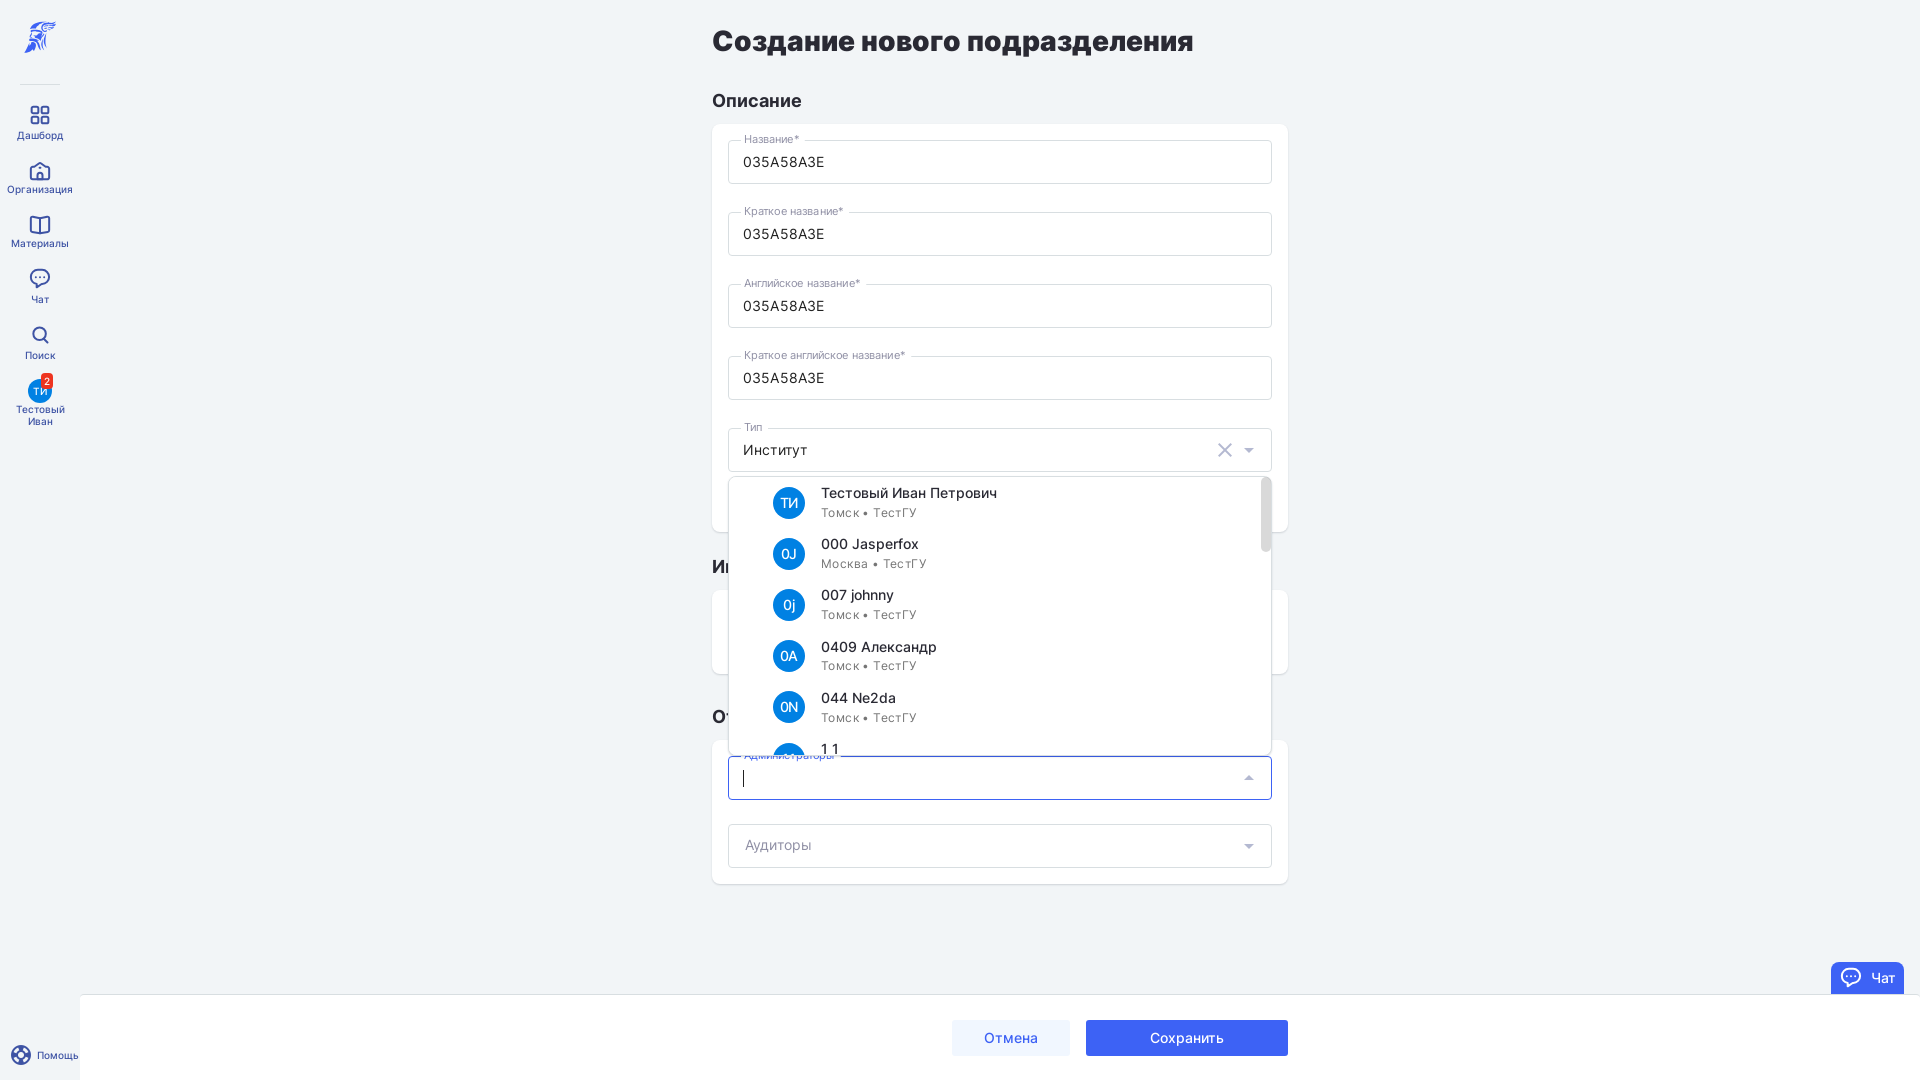 Создание нового подразделения
Дашборд
Организация
Материалы
Чат
Поиск
2
ТИ
Тестовый
Иван
Помощь
Описание
Название*
035A58A3E
Краткое название*
035A58A3E
Английское название*
035A58A3E
Краткое английское название*
035A58A3E
Тип
Институт
ТИ
Тестовый Иван Петрович
Томск • ТестГУ
0J
000 Jasperfox
Москва • ТестГУ
0j
007 johnny
Томск • ТестГУ
0А
0409 Александр
Томск • ТестГУ
0N
044 Ne2da
Томск • ТестГУ
1 1
Администраторы
Аудиторы
Чат
Отмена
Сохранить